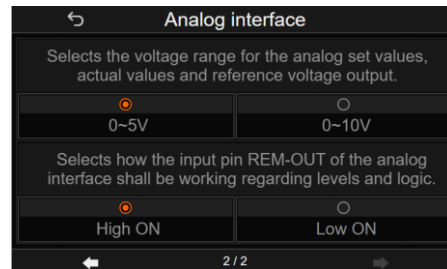 Analog interface
Selects the voltage range for the analog set values,
actual values and reference voltage output.
0~5V
0~10V
Selects how the input pin REM-OUT of the analog
interface shall be working regarding levels and logic.
High ON
Low ON
2/2